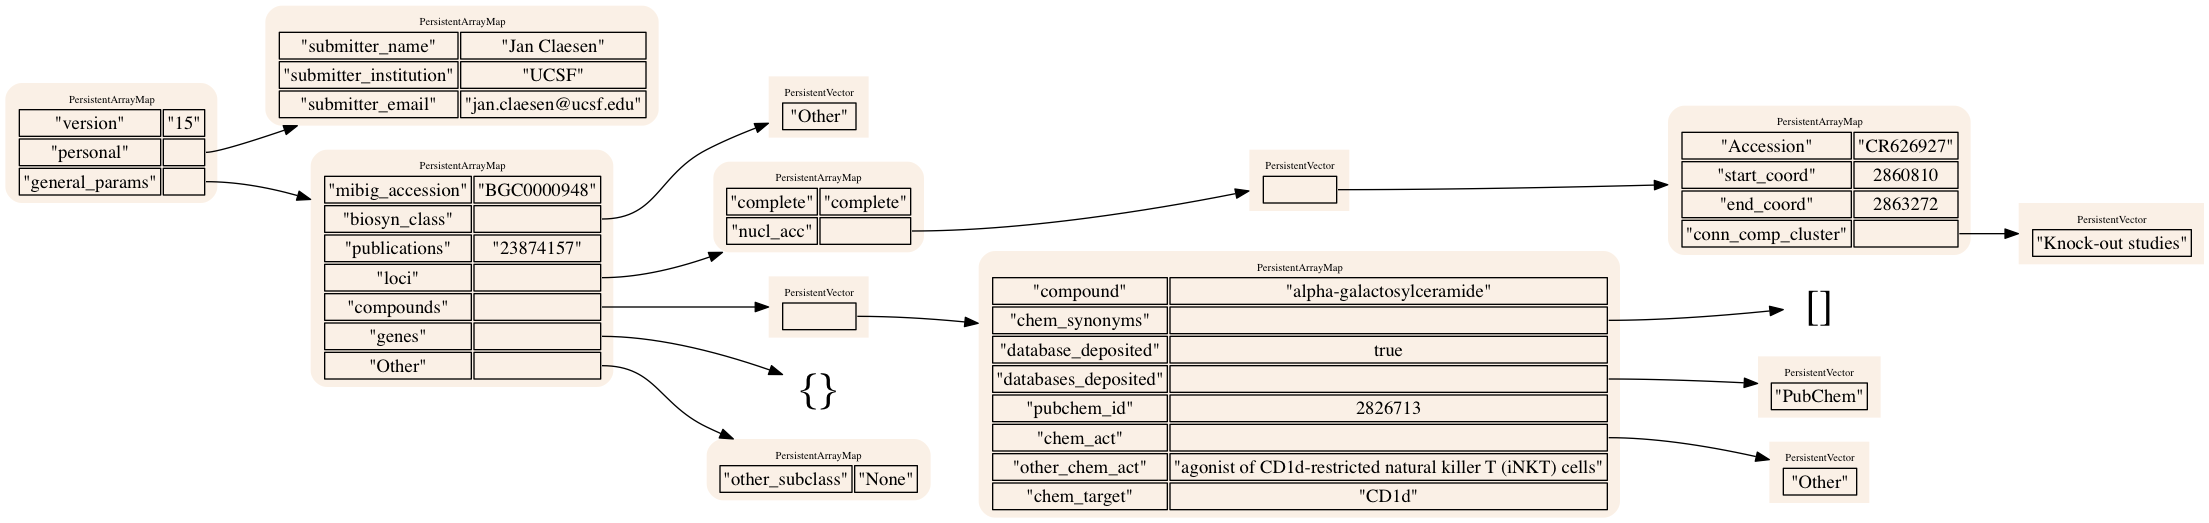 PersistentArrayMap
"version" "15"
"personal"
"general_params"
PersistentArrayMap
"submitter_name" "Jan Claesen"
"submitter_institution" "UCSF"
"submitter_email" "jan.claesen@ucsf.edu"
PersistentArrayMap
"mibig_accession" "BGC0000948"
"biosyn_class"
"publications" "23874157"
"loci"
"compounds"
"genes"
"Other"
PersistentVector
"Other"
PersistentArrayMap
"complete" "complete"
"nucl_acc"
PersistentVector
PersistentArrayMap
"Accession" "CR626927"
"start_coord" 2860810
"end_coord" 2863272
"conn_comp_cluster"
PersistentVector
"Knock-out studies"
PersistentVector
PersistentArrayMap
"compound" "alpha-galactosylceramide"
"chem_synonyms"
"database_deposited" true
"databases_deposited"
"pubchem_id" 2826713
"chem_act"
"other_chem_act" "agonist of CD1d-restricted natural killer T (iNKT) cells"
"chem_target" "CD1d"
[]
PersistentVector
"PubChem"
PersistentVector
"Other"
{}
PersistentArrayMap
"other_subclass" "None"